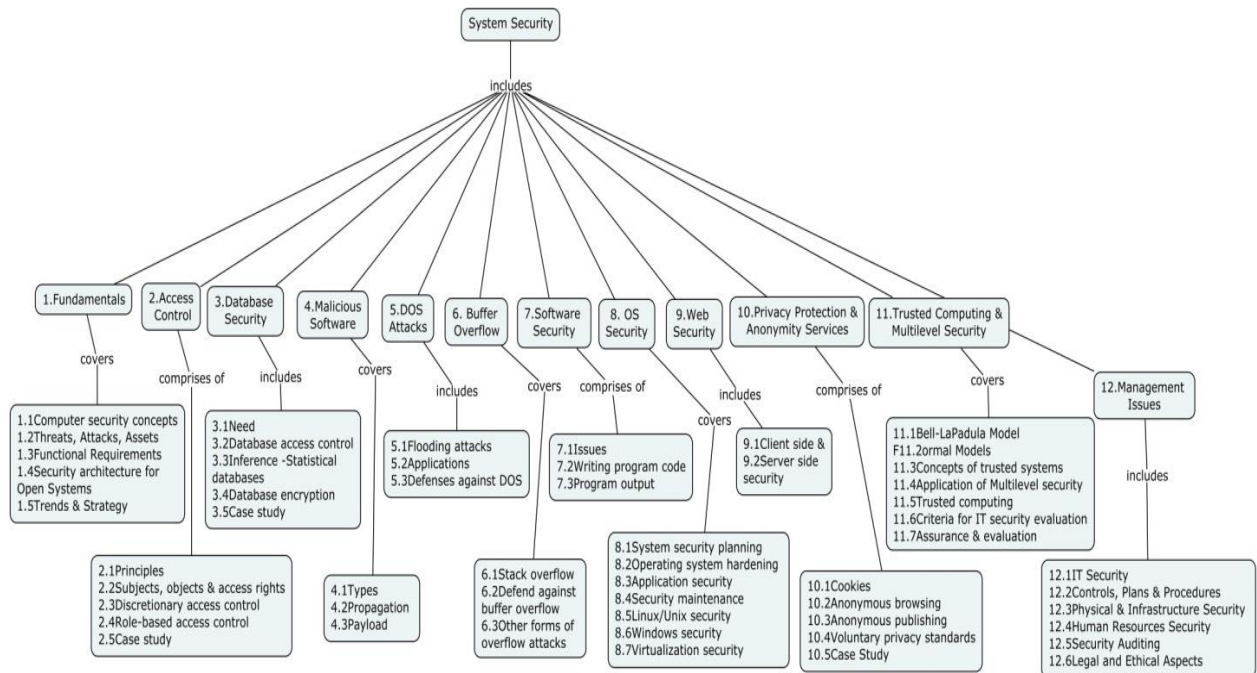 System Security
includes
1.Fundamentals
2.Access
Control
3.Database
Security
4.Malicious
Software
5.DOS
Attacks
6. Buffer
Overflow
7.Software
Security
8. OS
Security
9.Web
Security
10.Privacy Protection &
Anonymity Services
11.Trusted Computing &
Multilevel Security
12.Management
Issues
covers
1.1Computer security concepts
1.2Threats, Attacks, Assets
1.3Functional Requirements
1.4Security architecture for
Open Systems
1.5Trends & Strategy
comprises of
2.1Principles
2.2Subjects, objects & access rights
2.3Discretionary access control
2.4Role-based access control
2.5Case study
includes
3.1Need
3.2Database access control
3.3Inference -Statistical
databases
3.4Database encryption
3.5Case study
covers
4.1Types
4.2Propagation
4.3Payload
includes
5.1Flooding attacks
5.2Applications
5.3Defenses against DOS
covers
6.1Stack overflow
6.2Defend against
buffer overflow
6.3Other forms of
overflow attacks
comprises of
7.1Issues
7.2Writing program code
7.3Program output
covers
8.1System security planning
8.2Operating system hardening
8.3Application security
8.4Security maintenance
8.5Linux/Unix security
8.6Windows security
8.7Virtualization security
includes
9.1Client side &
9.2Server side
security
comprises of
10.1Cookies
10.2Anonymous browsing
10.3Anonymous publishing
10.4Voluntary privacy standards
10.5Case Study
covers
11.1Bell-LaPadula Model
F11.2ormal Models
11.3Concepts of trusted systems
11.4Application of Multilevel security
11.5Trusted computing
11.6Criteria for IT security evaluation
11.7Assurance & evaluation
includes
12.1IT Security
12.2Controls, Plans & Procedures
12.3Physical & Infrastructure Security
12.4Human Resources Security
12.5Security Auditing
12.6Legal and Ethical Aspects